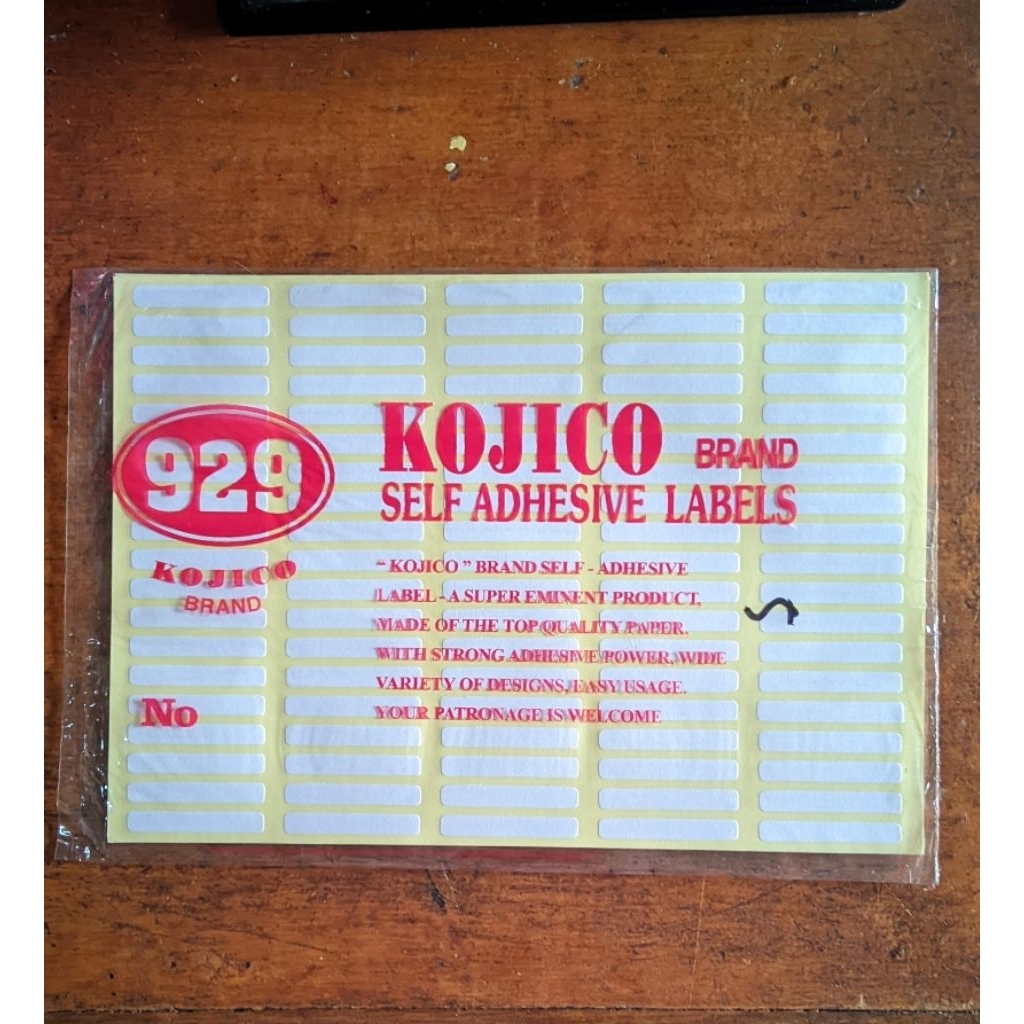 929
KOJICO
BRAND
No
KOJICO BRAND
SELF ADHESIVE LABELS
“ KOJICO ” BRAND SELF - ADHESIVE
LABEL - A SUPER EMINENT PRODUCT,
MADE OF THE TOP QUALITY PAPER.
WITH STRONG ADHESIVE POWER, WIDE
VARIETY OF DESIGNS, EASY USAGE.
YOUR PATRONAGE IS WELCOME